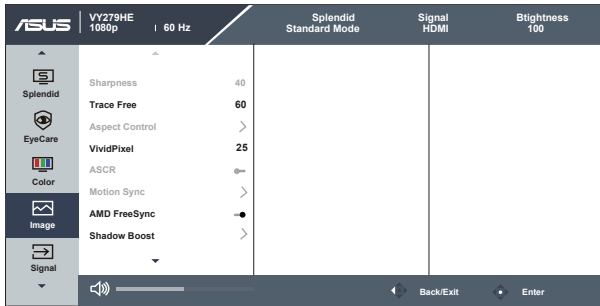 ASUS
VY279HE
1080p | 60 Hz
Splendid
Standard Mode
Signal
HDMI
Btightness
100
Splendid
EyeCare
Color
Image
Signal
Sharpness 40
Trace Free 60
Aspect Control
VividPixel 25
ASCR
Motion Sync
AMD FreeSync
Shadow Boost
Back/Exit
Enter